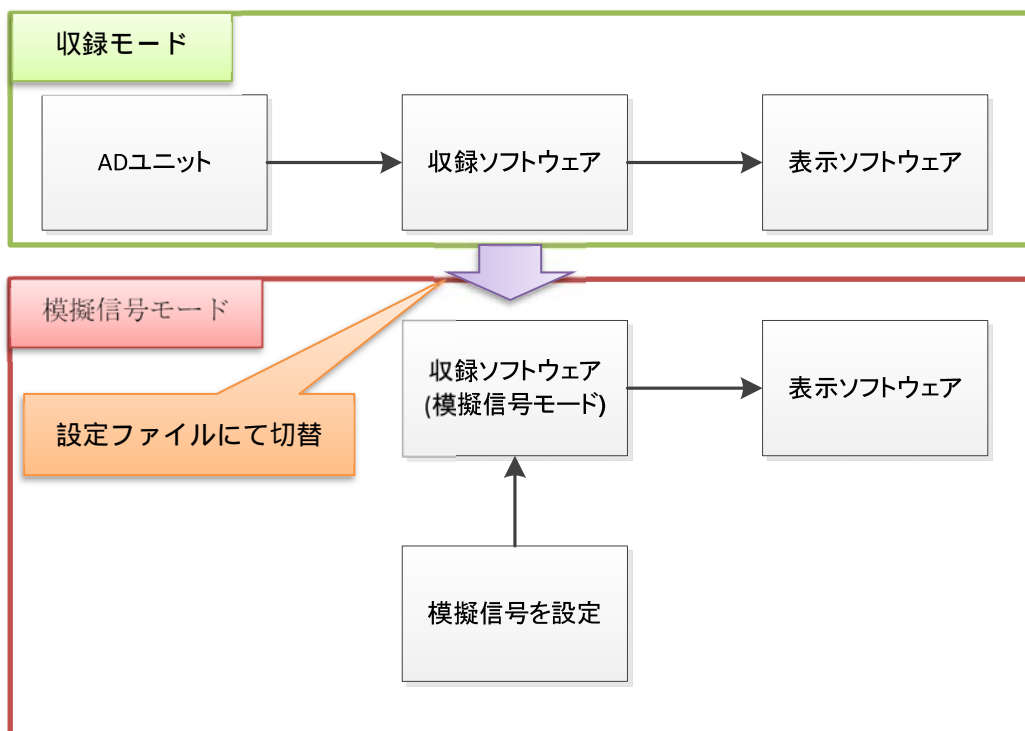 収録モード
ADユニット
収録ソフトウェア
表示ソフトウェア
模擬信号モード
収録ソフトウェア
(模擬信号モード)
表示ソフトウェア
設定ファイルにて切替
模擬信号を設定